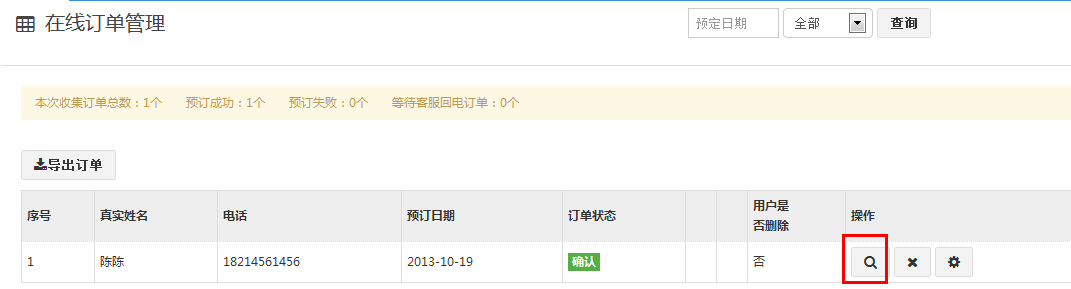 在线订单管理
预定日期 全部 查询
本次收集订单总数：1个 预订成功：1个 预订失败：0个 等待客服回电订单：0个
导出订单
序号 真实姓名 电话 预订日期 订单状态 用户是 操作
否删除
1 陈陈 18214561456 2013-10-19 确认 否